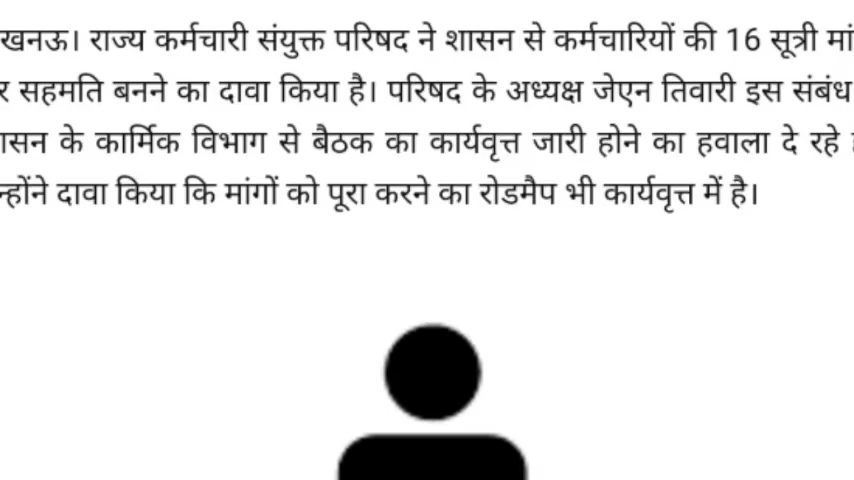 खनऊ। राज्य कर्मचारी संयुक्त परिषद ने शासन से कर्मचारियों की 16 सूत्री मां
र सहमति बनने का दावा किया है। परिषद के अध्यक्ष जेएन तिवारी इस संबंध
ासन के कार्मिक विभाग से बैठक का कार्यवृत्त जारी होने का हवाला दे रहे
न्होंने दावा किया कि मांगों को पूरा करने का रोडमैप भी कार्यवृत्त में है।